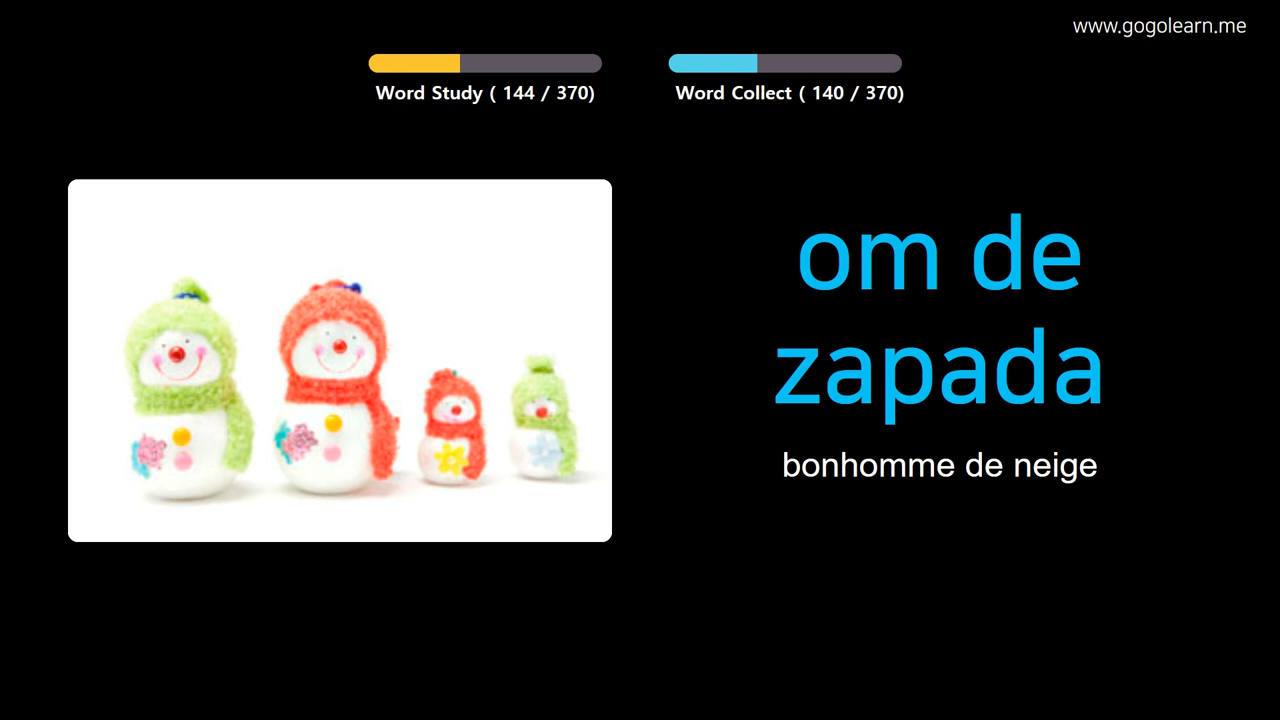 www.gogolearn.me
Word Study ( 144 / 370)
Word Collect ( 140 / 370)
om de
zapada
bonhomme de neige